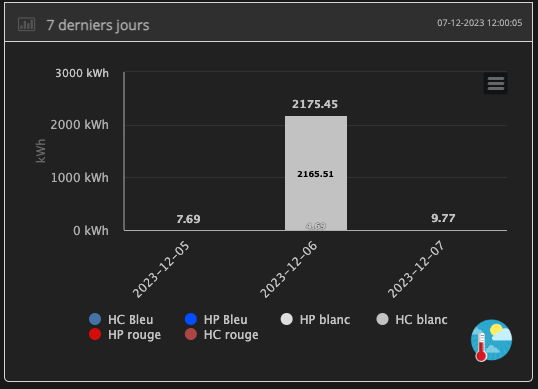 7 derniers jours
07-12-2023 12:00:05
3000 kWh
2175.45
2000 kWh
kWh
2165.51
1000 kWh
7.69
4.69
9.77
0 kWh
2023-12-05
2023-12-06
2023-12-07
HC Bleu
HP Bleu
HP blanc
HC blanc
HP rouge
HC rouge